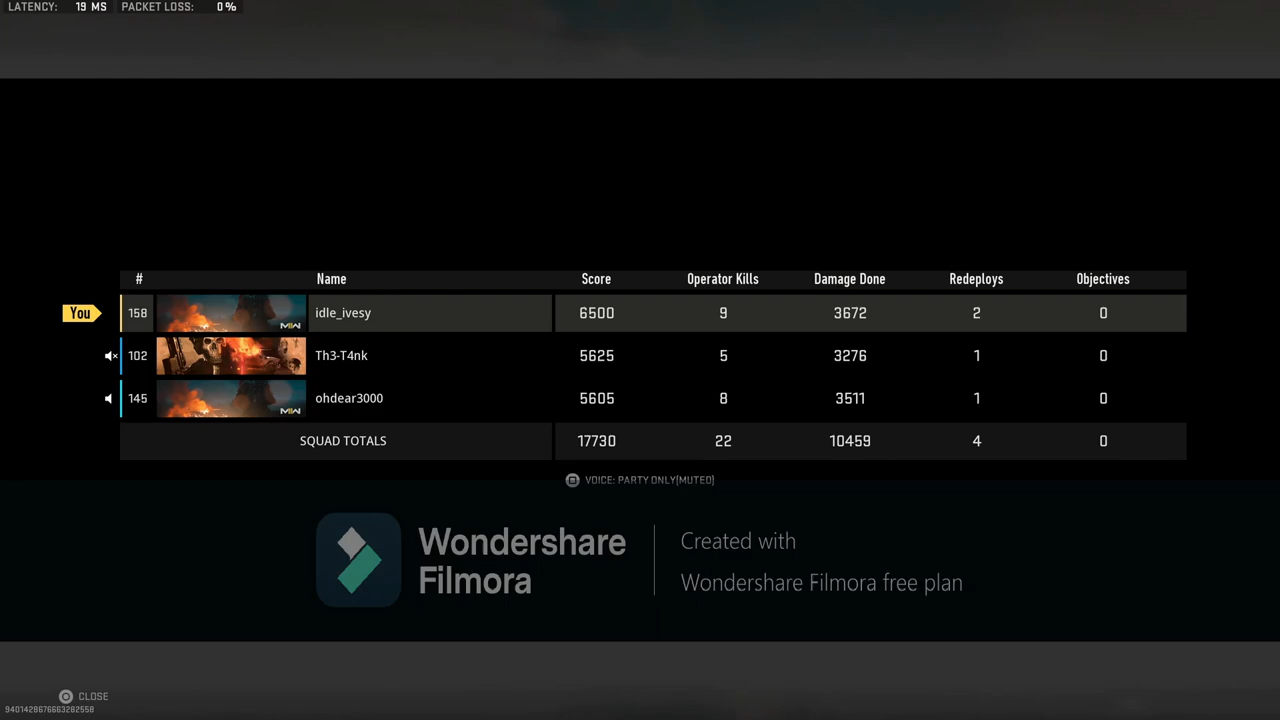 LATENCY: 19 MS PACKET LOSS: 0 %
# Name Score Operator Kills Damage Done Redeploys Objectives
You 158 MWII idle_ivesy 6500 9 3672 2 0
102 Th3-T4nk 5625 5 3276 1 0
145 MWII ohdear3000 5605 8 3511 1 0
SQUAD TOTALS 17730 22 10459 4 0
VOICE: PARTY ONLY(MUTED)
Wondershare
Filmora
Created with
Wondershare Filmora free plan
CLOSE
9401428676663282558